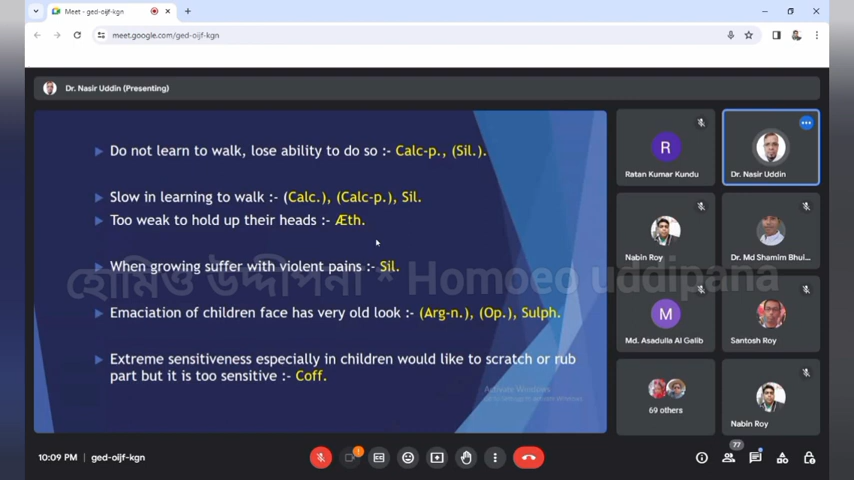 Meet - ged-oijf-kgn
meet.google.com/ged-oijf-kgn
Dr. Nasir Uddin (Presenting)
Do not learn to walk, lose ability to do so :- Calc-p., (Sil.).
Slow in learning to walk :- (Calc.), (Calc-p.), Sil.
Too weak to hold up their heads :- Æth.
When growing suffer with violent pains :- Sil.
হোমিও উদ্দীপনা * Homoeo uddipana
Emaciation of children face has very old look :- (Arg-n.), (Op.), Sulph.
Extreme sensitiveness especially in children would like to scratch or rub
part but it is too sensitive :- Coff.
Activate Windows
R
Ratan Kumar Kundu
Dr. Nasir Uddin
Nabin Roy
Dr. Md Shamim Bhui...
M
Md. Asadulla Al Galib
Santosh Roy
69 others
Nabin Roy
10:09 PM
ged-oijf-kgn
1
77